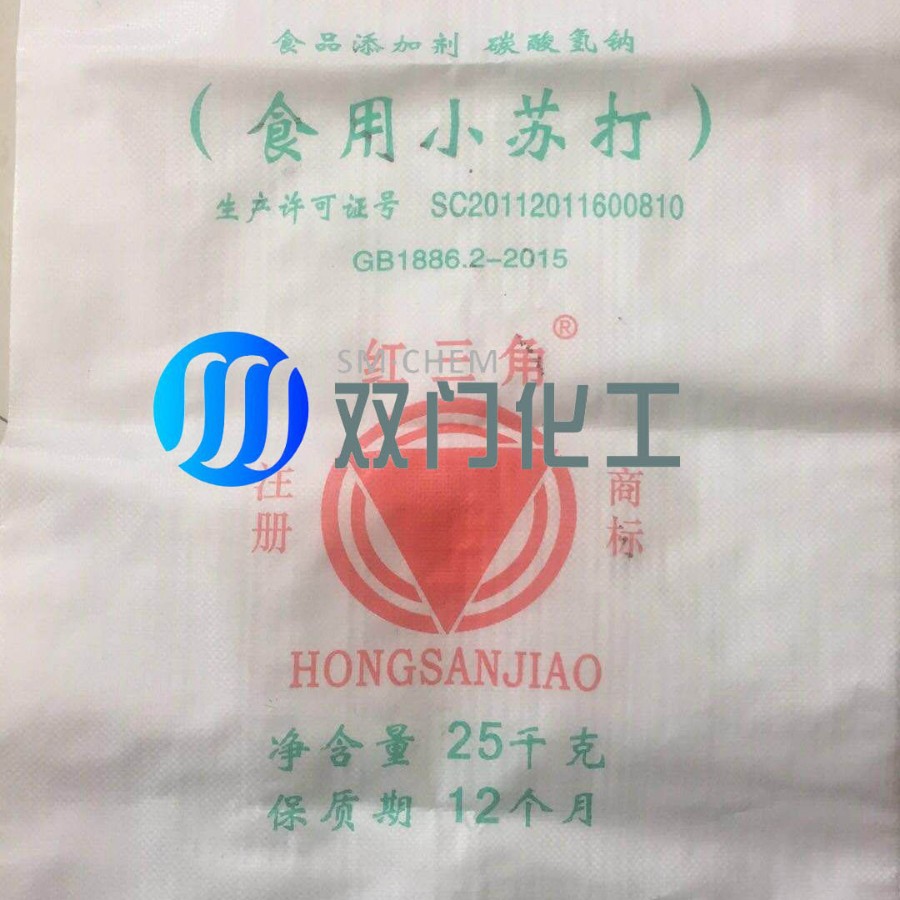 食品添加剂 碳酸氢钠
（食用小苏打）
生产许可证号 SC20112011600810
GB1886.2-2015
红三角®
SM-CHEM
双门化工
注册
商标
HONGSANJIAO
净含量 25千克
保质期 12个月